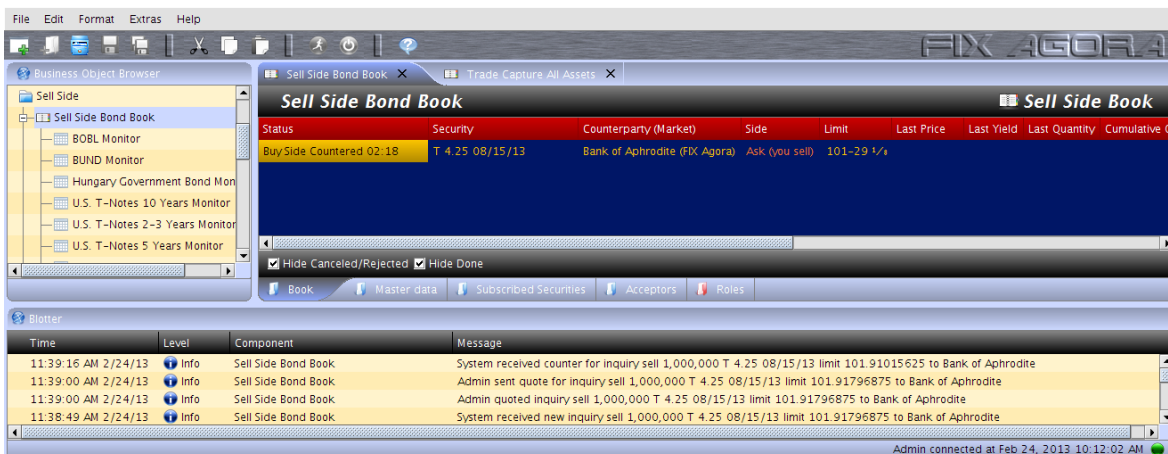 File Edit Format Extras Help
FIX AGORA
Business Object Browser
Sell Side Bond Book X
Trade Capture All Assets X
Sell Side
Sell Side Bond Book
BOBL Monitor
BUND Monitor
Hungary Government Bond Mon
U.S. T-Notes 10 Years Monitor
U.S. T-Notes 2-3 Years Monitor
U.S. T-Notes 5 Years Monitor
Sell Side Bond Book
Sell Side Book
Status Security Counterparty (Market) Side Limit Last Price Last Yield Last Quantity Cumulative
Buy Side Countered 02:18 T 4.25 08/15/13 Bank of Aphrodite (FIX Agora) Ask (you sell) 101-29 1/8
Hide Canceled/Rejected Hide Done
Book Master data Subscribed Securities Acceptors Roles
Blotter
Time Level Component Message
11:39:16 AM 2/24/13 Info Sell Side Bond Book System received counter for inquiry sell 1,000,000 T 4.25 08/15/13 limit 101.91015625 to Bank of Aphrodite
11:39:00 AM 2/24/13 Info Sell Side Bond Book Admin sent quote for inquiry sell 1,000,000 T 4.25 08/15/13 limit 101.91796875 to Bank of Aphrodite
11:39:00 AM 2/24/13 Info Sell Side Bond Book Admin quoted inquiry sell 1,000,000 T 4.25 08/15/13 limit 101.91796875 to Bank of Aphrodite
11:38:49 AM 2/24/13 Info Sell Side Bond Book System received new inquiry sell 1,000,000 T 4.25 08/15/13 limit 101.91796875 to Bank of Aphrodite
Admin connected at Feb 24, 2013 10:12:02 AM